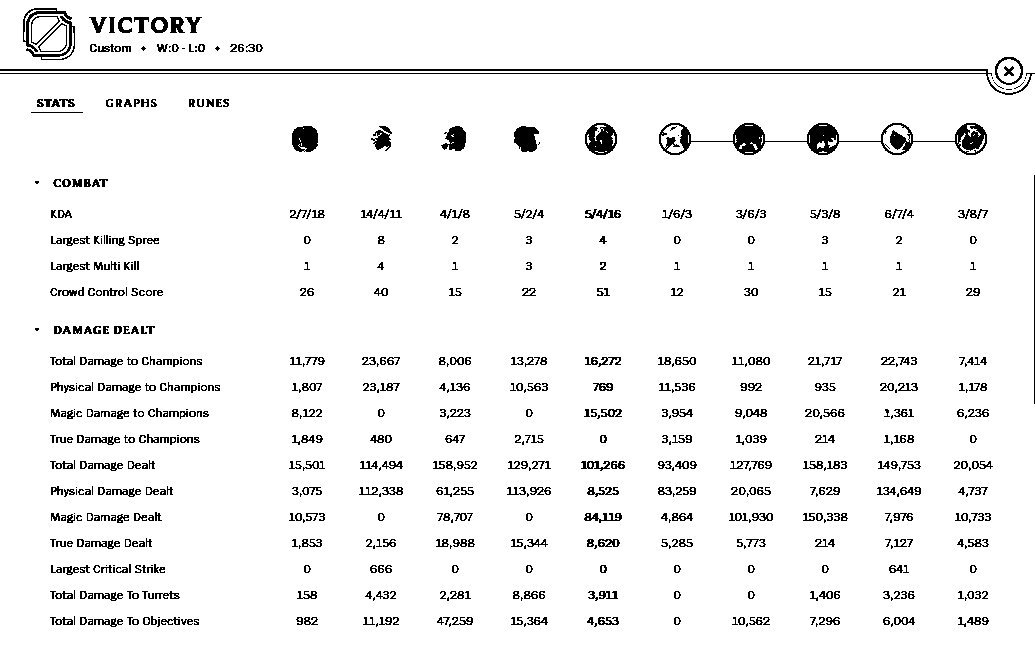 VICTORY
Custom • W:0 - L:0 • 26:30
STATS GRAPHS RUNES
COMBAT
KDA 2/7/18 14/4/11 4/1/8 5/2/4 5/4/16 1/6/3 3/6/3 5/3/8 6/7/4 3/8/7
Largest Killing Spree 0 8 2 3 4 0 0 3 2 0
Largest Multi Kill 1 4 1 3 2 1 1 1 1 1
Crowd Control Score 26 40 15 22 51 12 30 15 21 29
DAMAGE DEALT
Total Damage to Champions 11,779 23,667 8,006 13,278 16,272 18,650 11,080 21,717 22,743 7,414
Physical Damage to Champions 1,807 23,187 4,136 10,563 769 11,536 992 935 20,213 1,178
Magic Damage to Champions 8,122 0 3,223 0 15,502 3,954 9,048 20,566 1,361 6,236
True Damage to Champions 1,849 480 647 2,715 0 3,159 1,039 214 1,168 0
Total Damage Dealt 15,501 114,494 158,952 129,271 101,266 93,409 127,769 158,183 149,753 20,054
Physical Damage Dealt 3,075 112,338 61,255 113,926 8,525 83,259 20,065 7,629 134,649 4,737
Magic Damage Dealt 10,573 0 78,707 0 84,119 4,864 101,930 150,338 7,976 10,733
True Damage Dealt 1,853 2,156 18,988 15,344 8,620 5,285 5,773 214 7,127 4,583
Largest Critical Strike 0 666 0 0 0 0 0 0 641 0
Total Damage To Turrets 158 4,432 2,281 8,866 3,911 0 0 1,406 3,236 1,032
Total Damage To Objectives 982 11,192 47,259 15,364 4,653 0 10,562 7,296 6,004 1,489